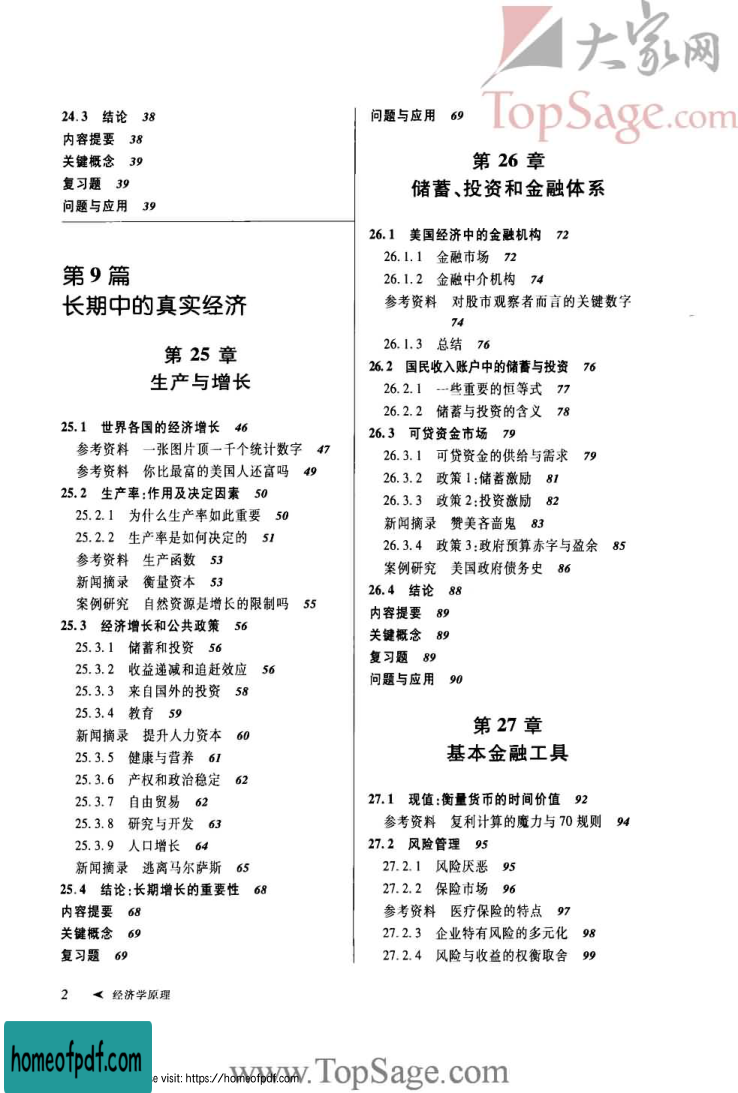 大家网
TopSage.com
24.3 结论 38
内容提要 38
关键概念 39
复习题 39
问题与应用 39
第 9 篇
长期中的真实经济
第 25 章
生产与增长
25.1 世界各国的经济增长 46
参考资料 一张图片顶一千个统计数字 47
参考资料 你比最富的美国人还富吗 49
25.2 生产率:作用及决定因素 50
25.2.1 为什么生产率如此重要 50
25.2.2 生产率是如何决定的 51
参考资料 生产函数 53
新闻摘录 衡量资本 53
案例研究 自然资源是增长的限制吗 55
25.3 经济增长和公共政策 56
25.3.1 储蓄和投资 56
25.3.2 收益递减和追赶效应 56
25.3.3 来自国外的投资 58
25.3.4 教育 59
新闻摘录 提升人力资本 60
25.3.5 健康与营养 61
25.3.6 产权和政治稳定 62
25.3.7 自由贸易 62
25.3.8 研究与开发 63
25.3.9 人口增长 64
新闻摘录 逃离马尔萨斯 65
25.4 结论:长期增长的重要性 68
内容提要 68
关键概念 69
复习题 69
问题与应用 69
第 26 章
储蓄、投资和金融体系
26.1 美国经济中的金融机构 72
26.1.1 金融市场 72
26.1.2 金融中介机构 74
参考资料 对股市观察者而言的关键数字
74
26.1.3 总结 76
26.2 国民收入账户中的储蓄与投资 76
26.2.1 一些重要的恒等式 77
26.2.2 储蓄与投资的含义 78
26.3 可贷资金市场 79
26.3.1 可贷资金的供给与需求 79
26.3.2 政策 1:储蓄激励 81
26.3.3 政策 2:投资激励 82
新闻摘录 赞美吝啬鬼 83
26.3.4 政策 3:政府预算赤字与盈余 85
案例研究 美国政府债务史 86
26.4 结论 88
内容提要 89
关键概念 89
复习题 89
问题与应用 90
第 27 章
基本金融工具
27.1 现值:衡量货币的时间价值 92
参考资料 复利计算的魔力与 70 规则 94
27.2 风险管理 95
27.2.1 风险厌恶 95
27.2.2 保险市场 96
参考资料 医疗保险的特点 97
27.2.3 企业特有风险的多元化 98
27.2.4 风险与收益的权衡取舍 99
2 ◄ 经济学原理
homeofpdf.com
e visit: https://homeofpdf.com
www.TopSage.com